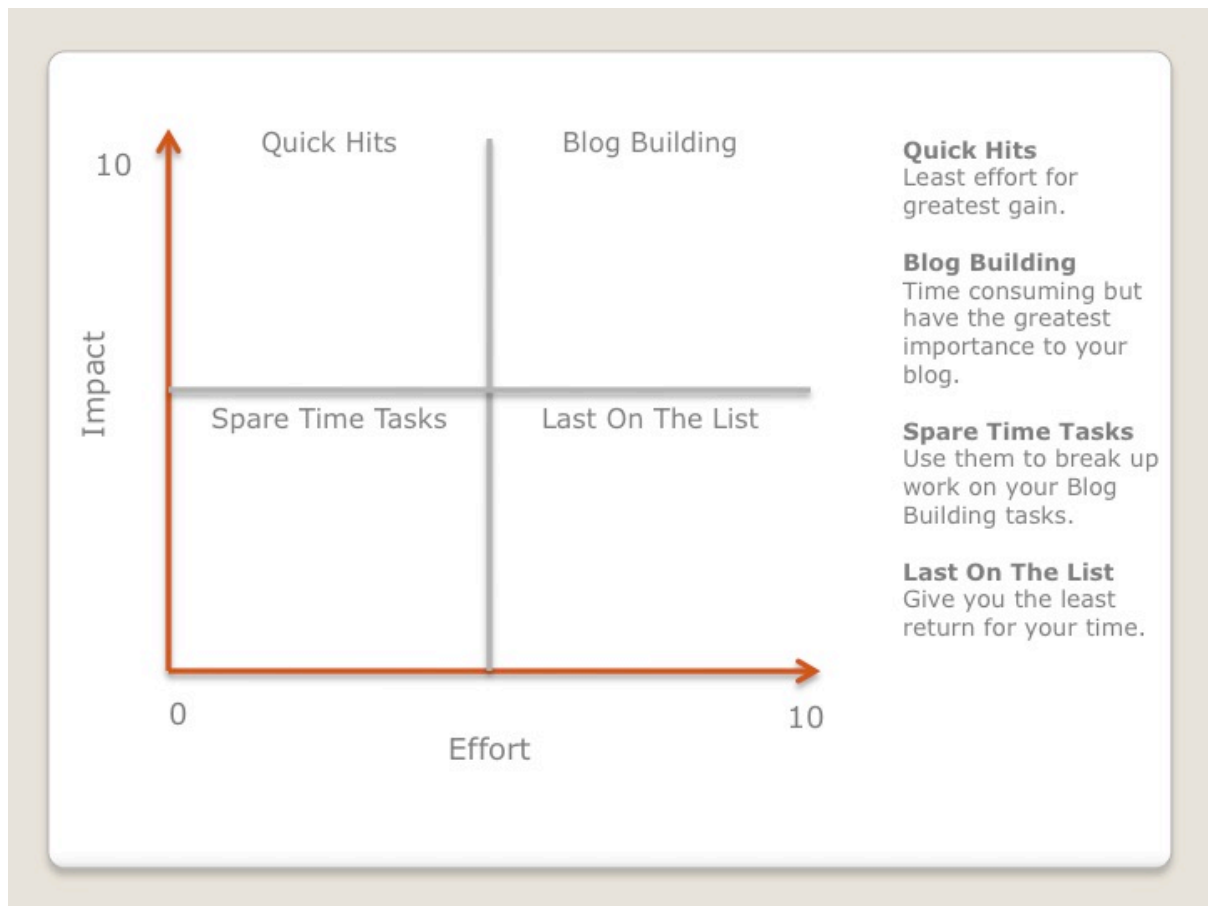 Quick Hits
Blog Building
10
Impact
Spare Time Tasks
Last On The List
0
10
Effort
Quick Hits
Least effort for
greatest gain.
Blog Building
Time consuming but
have the greatest
importance to your
blog.
Spare Time Tasks
Use them to break up
work on your Blog
Building tasks.
Last On The List
Give you the least
return for your time.